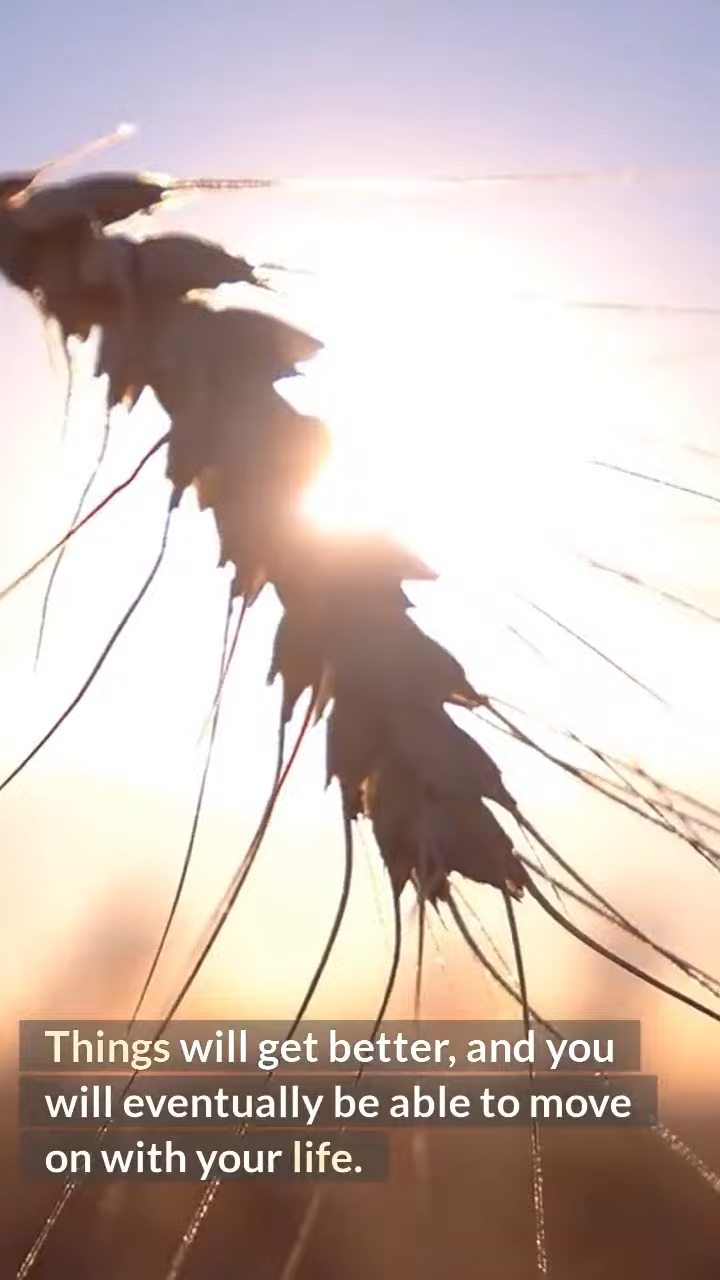 Things will get better, and you
will eventually be able to move
on with your life.